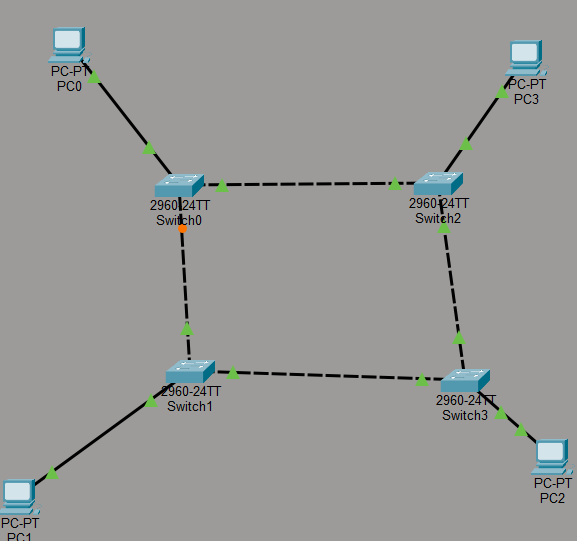 PC-PT
PC0
PC-PT
PC3
2960-24TT
Switch0
2960-24TT
Switch2
2960-24TT
Switch1
2960-24TT
Switch3
PC-PT
PC2
PC-PT
PC1